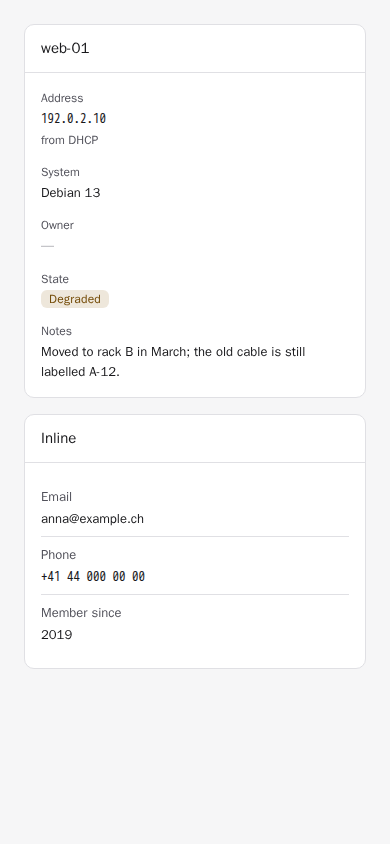 web-01
Address
192.0.2.10
from DHCP
System
Debian 13
Owner
—
State
Degraded
Notes
Moved to rack B in March; the old cable is still
labelled A-12.
Inline
Email
anna@example.ch
Phone
+41 44 000 00 00
Member since
2019